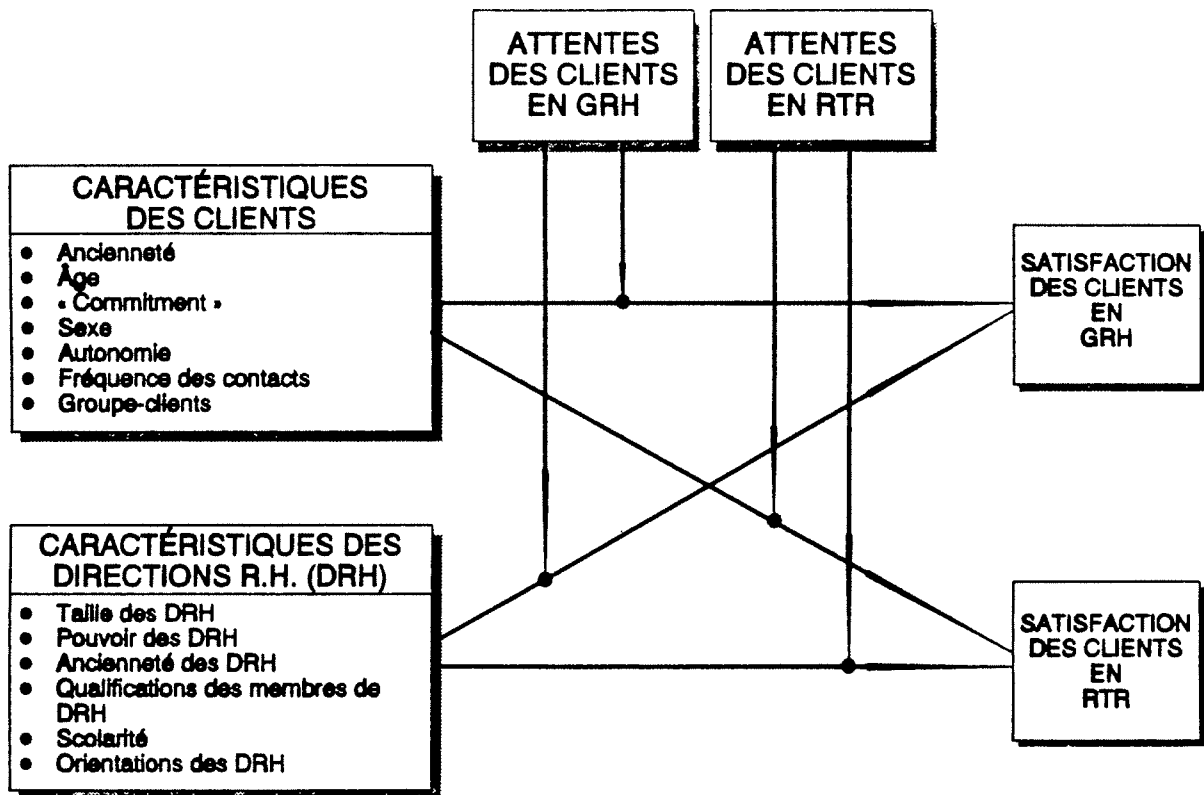 ATTENTES
DES CLIENTS
EN GRH
ATTENTES
DES CLIENTS
EN RTR
CARACTÉRISTIQUES
DES CLIENTS
● Ancienneté
● Âge
● « Commitment »
● Sexe
● Autonomie
● Fréquence des contacts
● Groupe-clients
SATISFACTION
DES CLIENTS
EN
GRH
CARACTÉRISTIQUES DES
DIRECTIONS R.H. (DRH)
● Taille des DRH
● Pouvoir des DRH
● Ancienneté des DRH
● Qualifications des membres de
DRH
● Scolarité
● Orientations des DRH
SATISFACTION
DES CLIENTS
EN
RTR